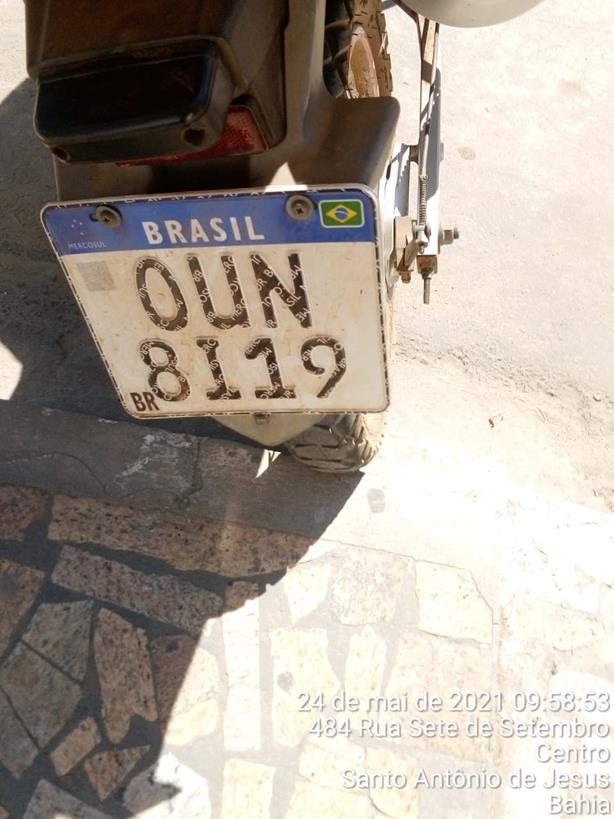 BRASIL
MERCOSUL
OUN
8I19
BR
24 de mai de 2021 09:58:53
484 Rua Sete de Setembro
Centro
Santo Antônio de Jesus
Bahia